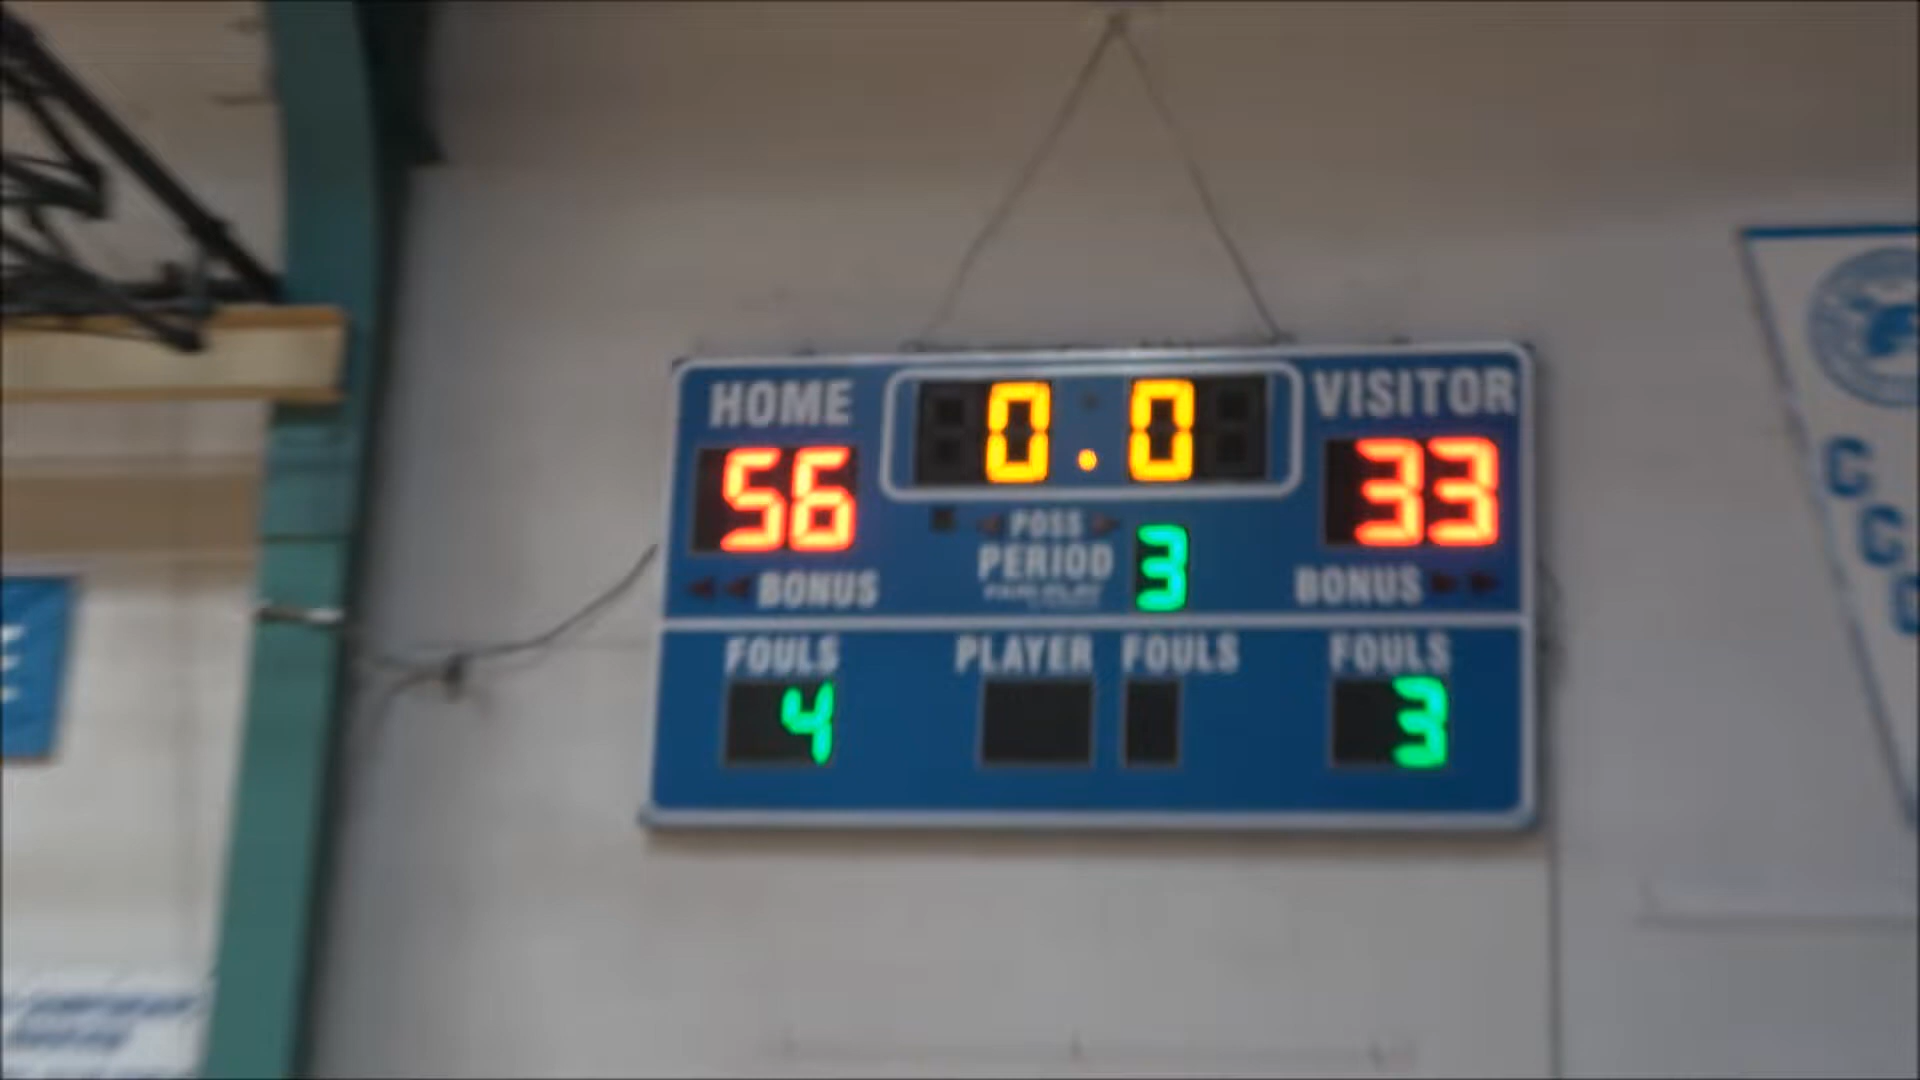 HOME 0.0 VISITOR
56 33
POSS
PERIOD 3
BONUS BONUS
FOULS PLAYER FOULS FOULS
4 3
C
C